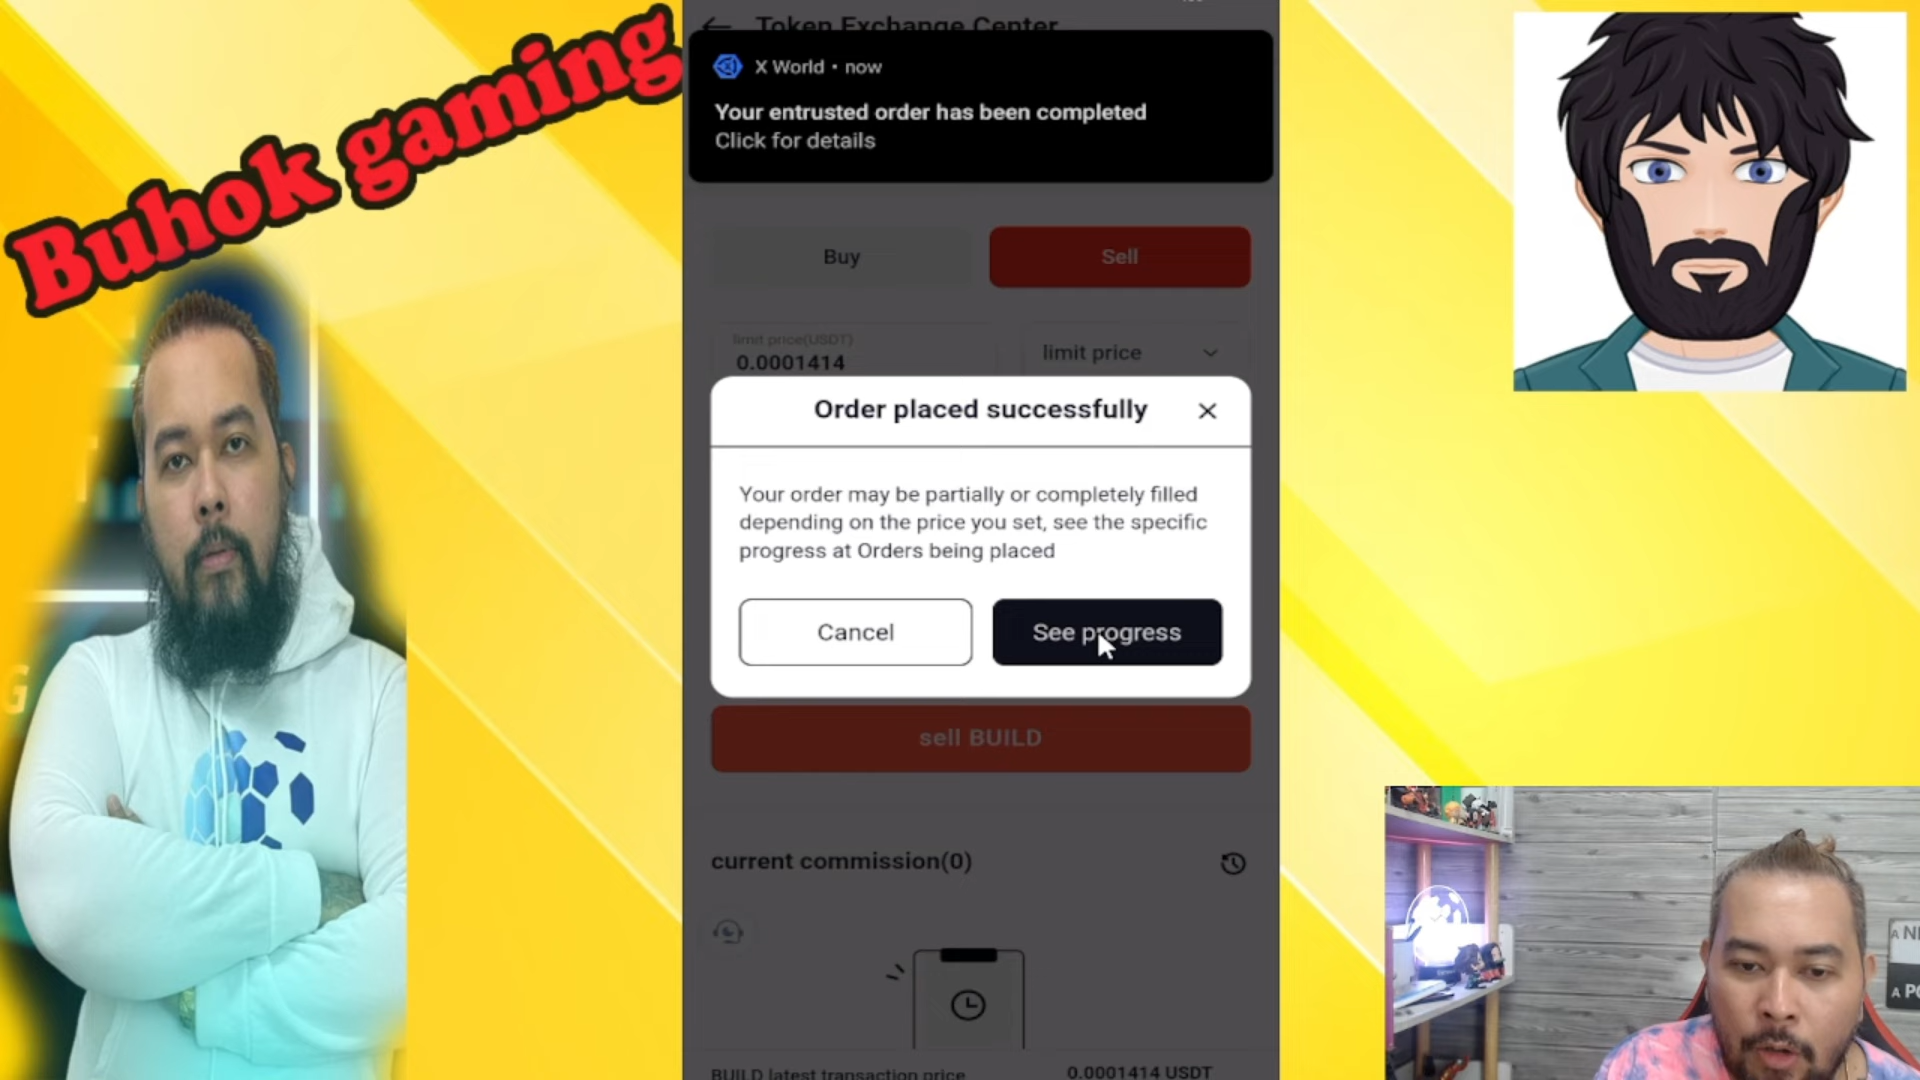 Buhok gaming
Token Exchange Center
X World • now
Your entrusted order has been completed
Click for details
Buy
Sell
limit price(USDT)
0.0001414
limit price
Order placed successfully
Your order may be partially or completely filled
depending on the price you set, see the specific
progress at Orders being placed
Cancel
See progress
sell BUILD
current commission(0)
BUILD latest transaction price
0.0001414 USDT
G
A
A